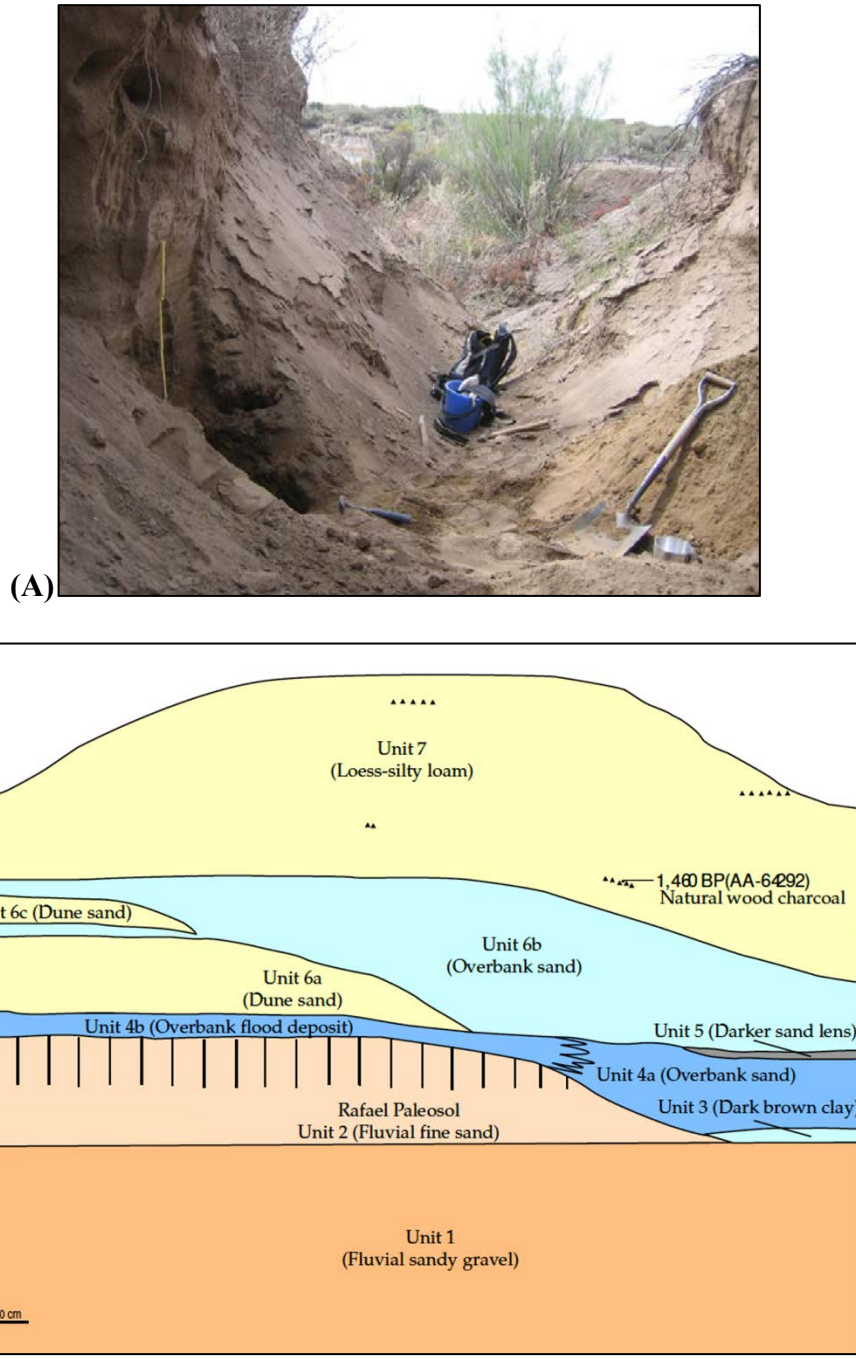 (A)
Unit 7
(Loess-silty loam)
1,460 BP(AA-64292)
Natural wood charcoal
t 6c (Dune sand)
Unit 6b
(Overbank sand)
Unit 6a
(Dune sand)
Unit 4b (Overbank flood deposit)
Unit 5 (Darker sand lens)
Unit 4a (Overbank sand)
Unit 3 (Dark brown clay)
Rafael Paleosol
Unit 2 (Fluvial fine sand)
Unit 1
(Fluvial sandy gravel)
0 cm